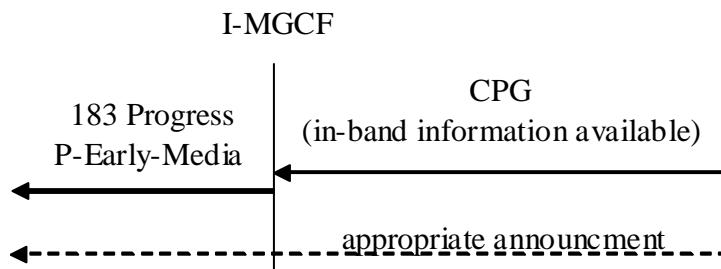 I-MGCF
183 Progress
P-Early-Media
CPG
(in-band information available)
appropriate announcment